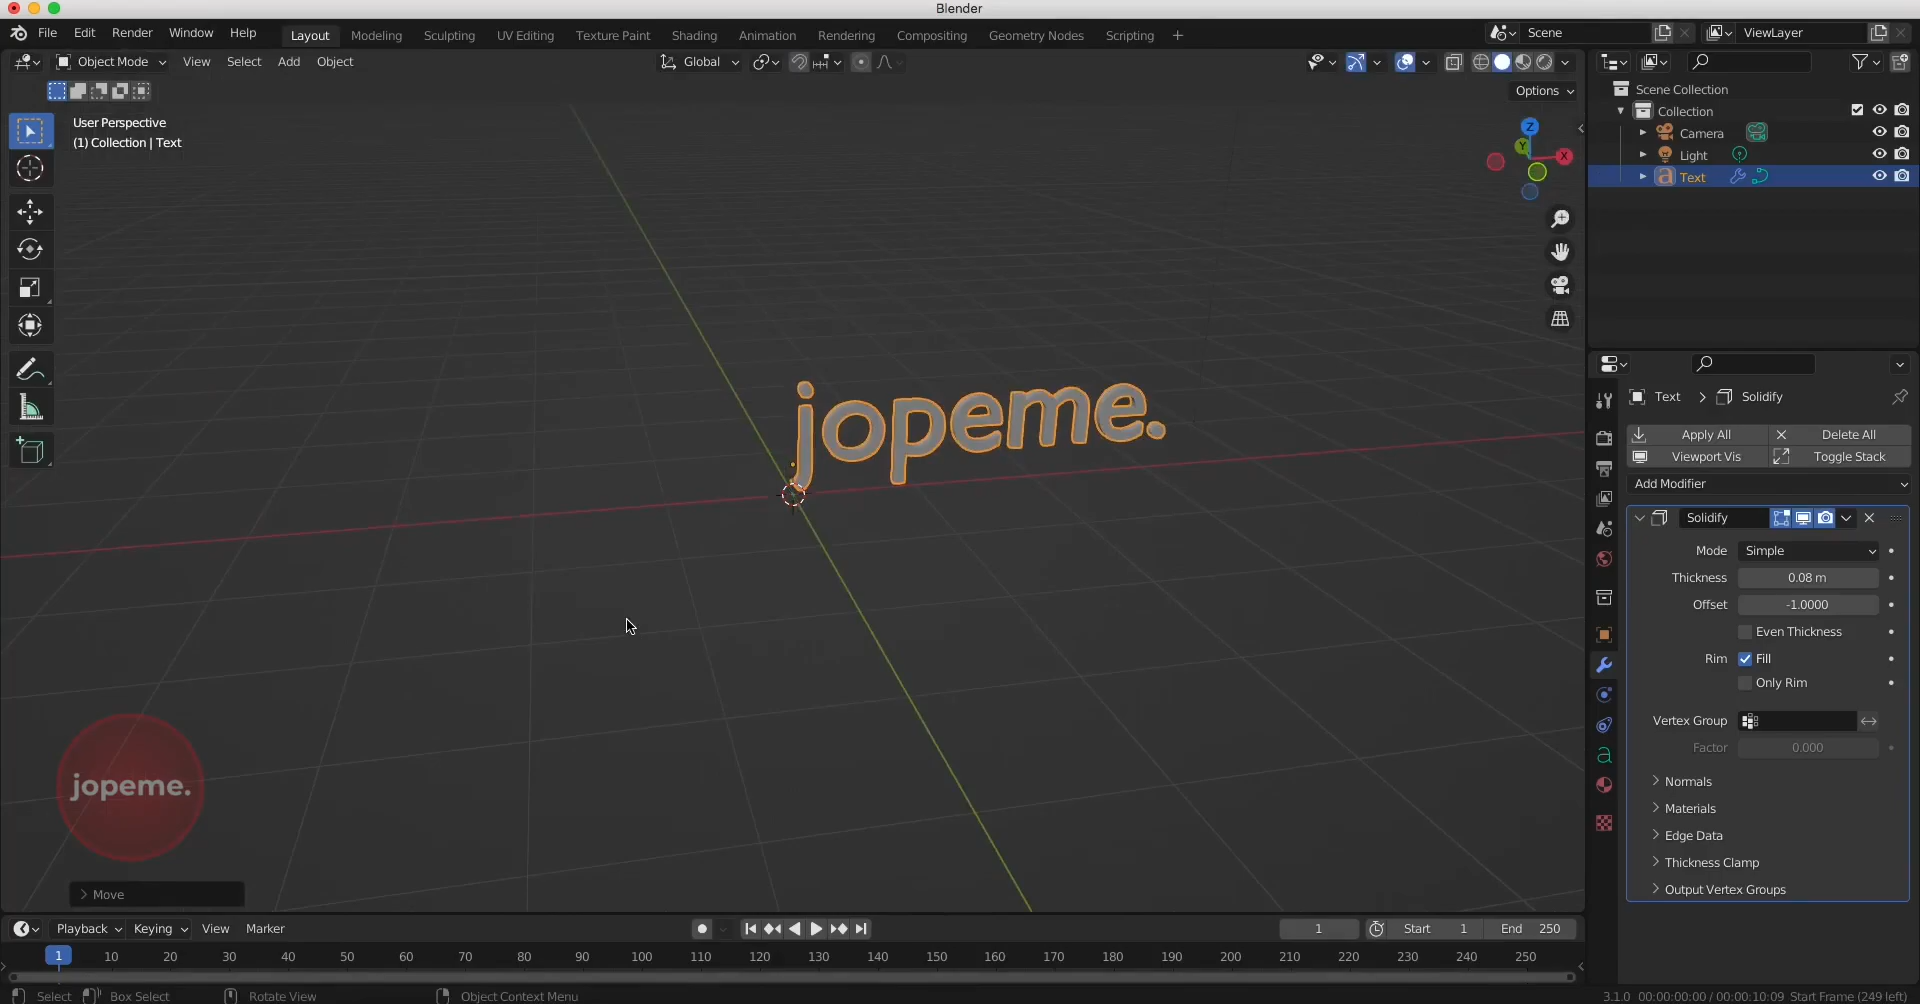 Blender
File Edit Render Window Help
Layout Modeling Sculpting UV Editing Texture Paint Shading Animation Rendering Compositing Geometry Nodes Scripting +
Scene
ViewLayer
Object Mode View Select Add Object
Global
Options
User Perspective
(1) Collection | Text
Z
Y
X
jopeme.
jopeme.
Move
Scene Collection
Collection
Camera
Light
Text
Text > Solidify
Apply All Delete All
Viewport Vis Toggle Stack
Add Modifier
Solidify
Mode Simple
Thickness 0.08 m
Offset -1.0000
Even Thickness
Rim Fill
Only Rim
Vertex Group
Factor 0.000
Normals
Materials
Edge Data
Thickness Clamp
Output Vertex Groups
Playback Keying View Marker
1 Start 1 End 250
1 10 20 30 40 50 60 70 80 90 100 110 120 130 140 150 160 170 180 190 200 210 220 230 240 250
Select Box Select Rotate View Object Context Menu
3.1.0 00:00:00:00 / 00:00:10:09 Start Frame (249 left)